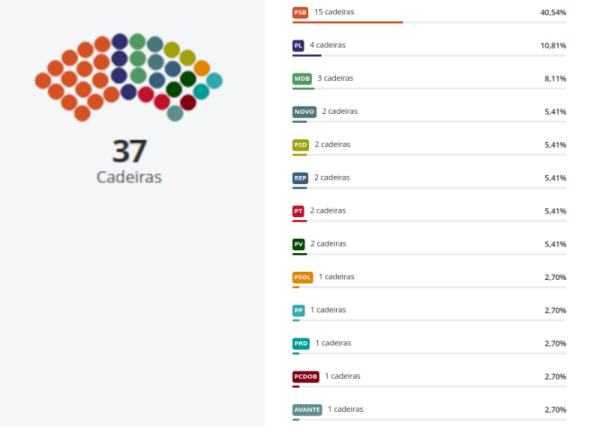 37
Cadeiras
PSB 15 cadeiras 40,54%
PL 4 cadeiras 10,81%
MDB 3 cadeiras 8,11%
NOVO 2 cadeiras 5,41%
PSD 2 cadeiras 5,41%
REP 2 cadeiras 5,41%
PT 2 cadeiras 5,41%
PV 2 cadeiras 5,41%
PSOL 1 cadeiras 2,70%
PP 1 cadeiras 2,70%
PRD 1 cadeiras 2,70%
PCDOB 1 cadeiras 2,70%
AVANTE 1 cadeiras 2,70%